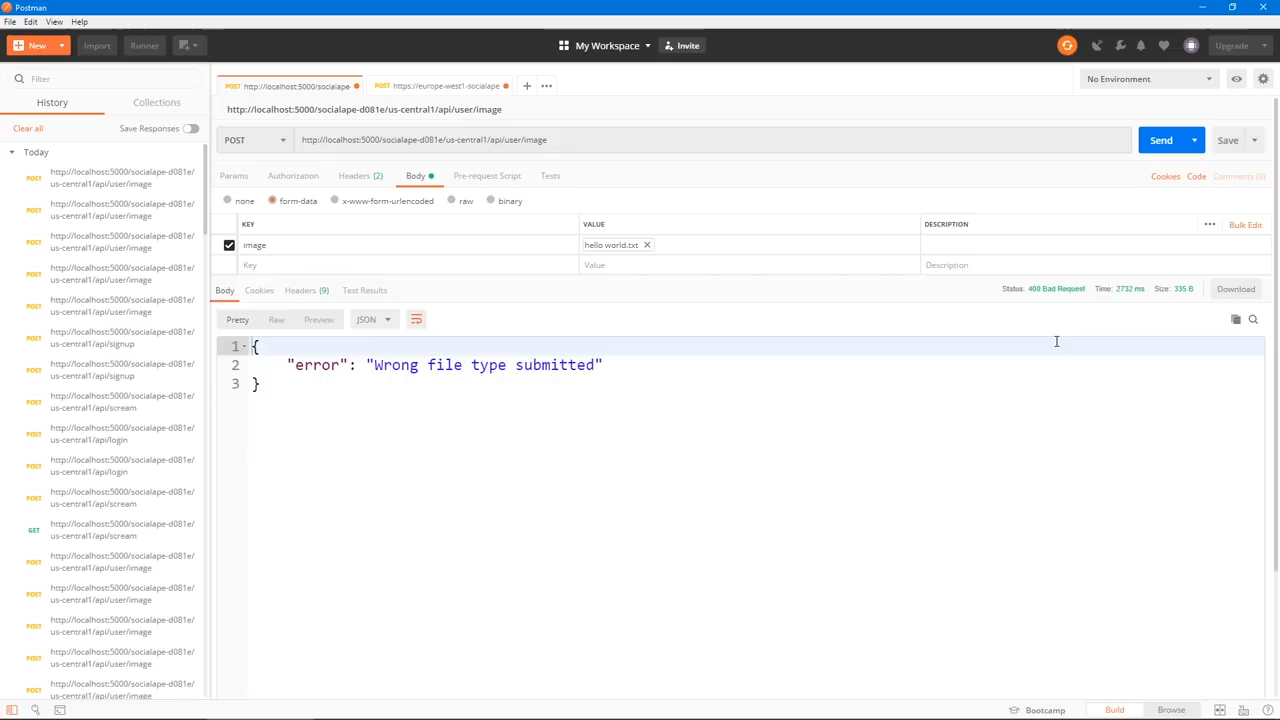 Postman
File Edit View Help
New Import Runner My Workspace Invite Upgrade
Filter
History Collections
Clear all Save Responses
Today
POST http://localhost:5000/socialape-d081e/
us-central1/api/user/image
POST http://localhost:5000/socialape-d081e/
us-central1/api/user/image
POST http://localhost:5000/socialape-d081e/
us-central1/api/user/image
POST http://localhost:5000/socialape-d081e/
us-central1/api/user/image
POST http://localhost:5000/socialape-d081e/
us-central1/api/user/image
POST http://localhost:5000/socialape-d081e/
us-central1/api/signup
POST http://localhost:5000/socialape-d081e/
us-central1/api/signup
POST http://localhost:5000/socialape-d081e/
us-central1/api/scream
POST http://localhost:5000/socialape-d081e/
us-central1/api/login
POST http://localhost:5000/socialape-d081e/
us-central1/api/login
POST http://localhost:5000/socialape-d081e/
us-central1/api/scream
GET http://localhost:5000/socialape-d081e/
us-central1/api/scream
POST http://localhost:5000/socialape-d081e/
us-central1/api/user/image
POST http://localhost:5000/socialape-d081e/
us-central1/api/user/image
POST http://localhost:5000/socialape-d081e/
us-central1/api/user/image
POST http://localhost:5000/socialape-d081e/
us-central1/api/user/image
POST http://localhost:5000/socialape-d081e/
us-central1/api/user/image
POST http://localhost:5000/socialape- POST https://europe-west1-socialape No Environment
http://localhost:5000/socialape-d081e/us-central1/api/user/image
POST http://localhost:5000/socialape-d081e/us-central1/api/user/image Send Save
Params Authorization Headers (2) Body Pre-request Script Tests Cookies Code Comments (0)
none form-data x-www-form-urlencoded raw binary
KEY VALUE DESCRIPTION Bulk Edit
image hello world.txt
Key Value Description
Body Cookies Headers (9) Test Results Status: 400 Bad Request Time: 2732 ms Size: 335 B Download
Pretty Raw Preview JSON
1 {
2 "error": "Wrong file type submitted"
3 }
Bootcamp Build Browse